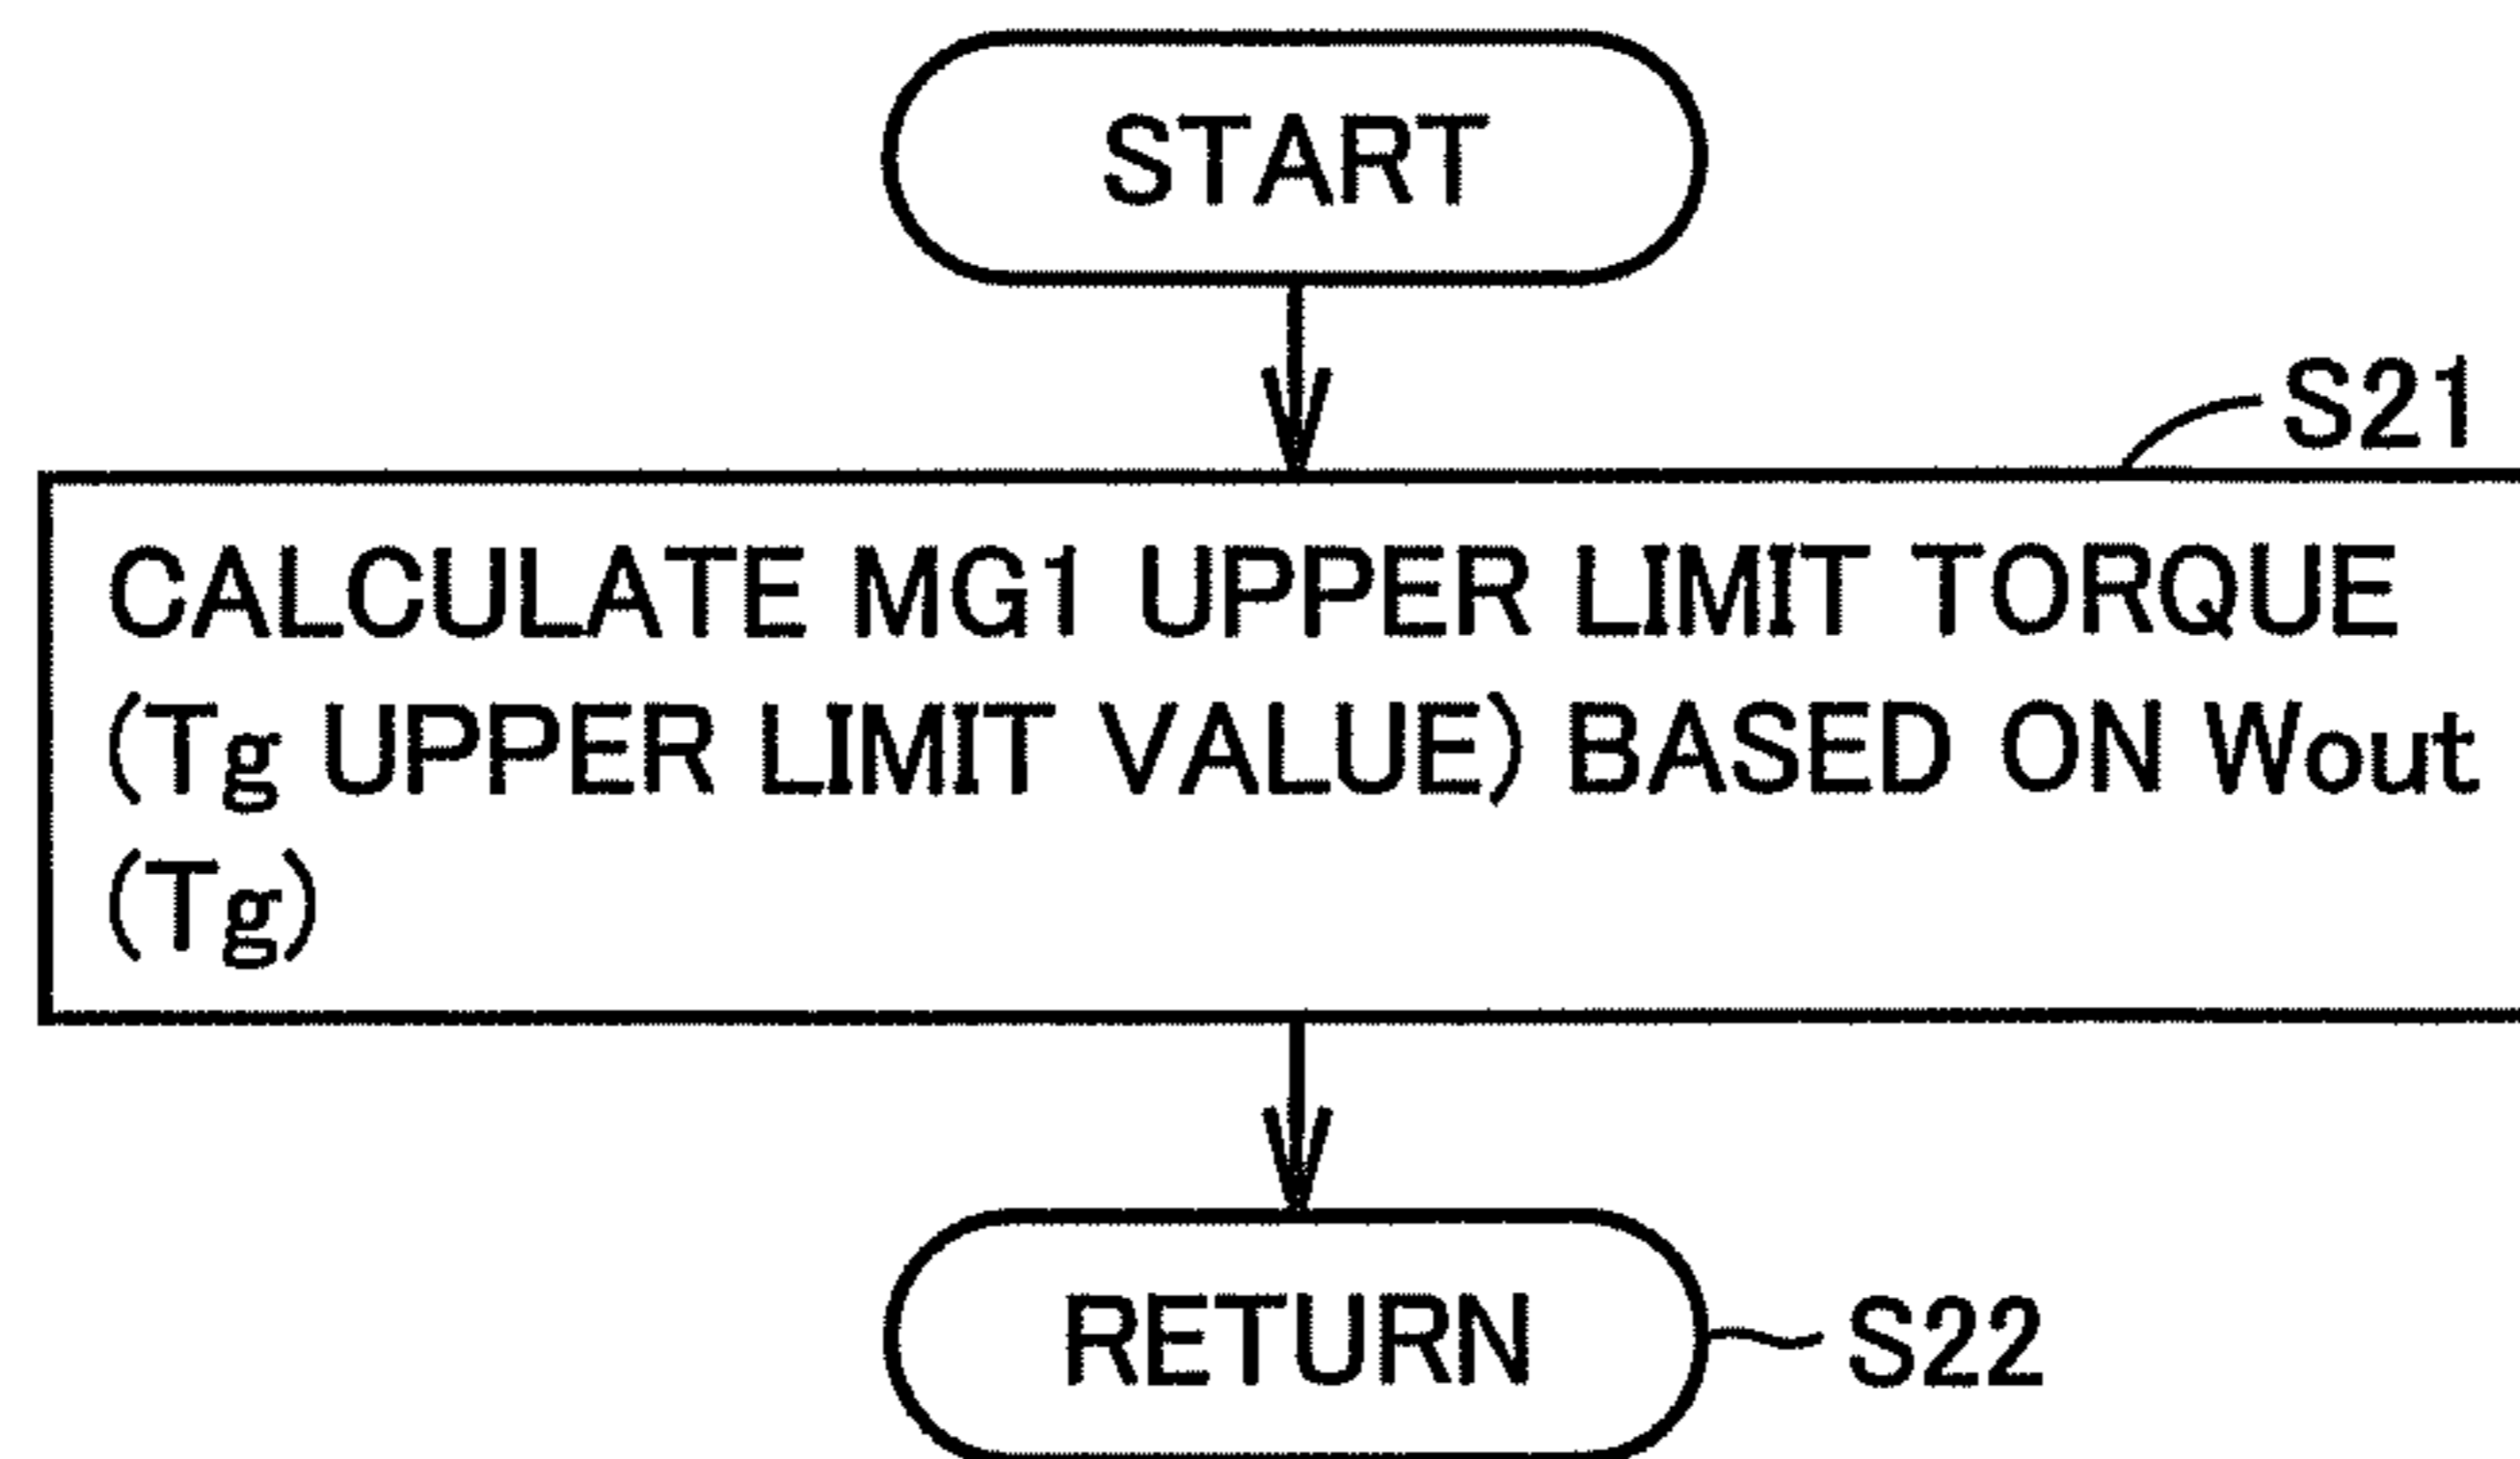 START
S21
CALCULATE MG1 UPPER LIMIT TORQUE
(Tg UPPER LIMIT VALUE) BASED ON Wout
(Tg)
RETURN
S22